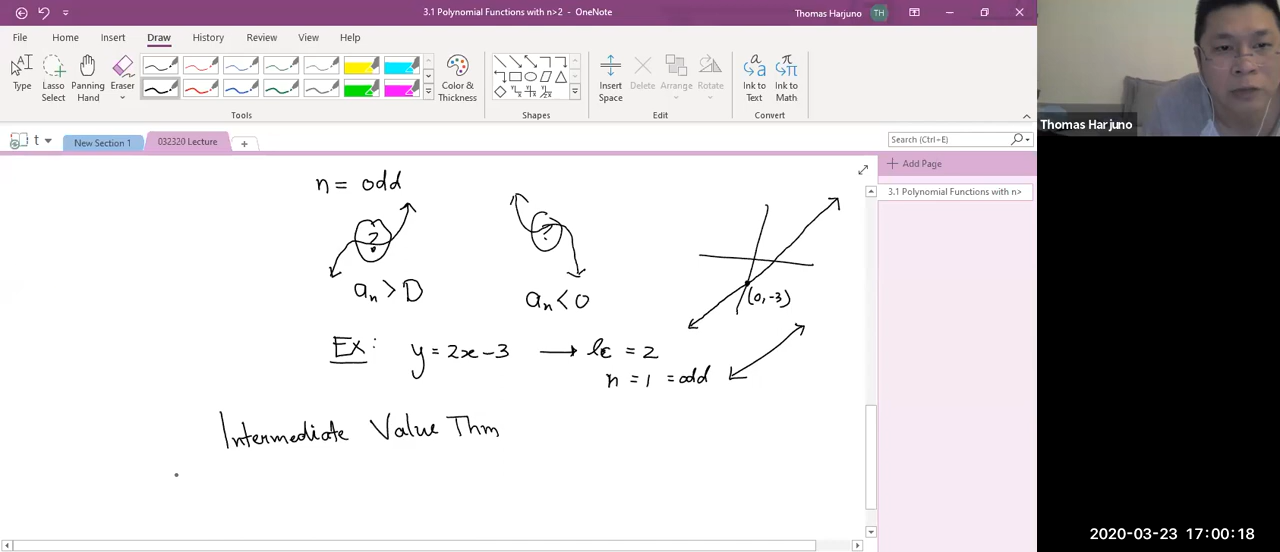 3.1 Polynomial Functions with n>2 - OneNote
Thomas Harjuno TH
File Home Insert Draw History Review View Help
Type
Lasso Select
Panning Hand
Eraser
Color & Thickness
Insert Space
Delete
Arrange
Rotate
Ink to Text
Ink to Math
Tools Shapes Edit Convert
t New Section 1 032320 Lecture
Search (Ctrl+E)
Add Page
3.1 Polynomial Functions with n>
Thomas Harjuno
n = odd
?
?
aₙ > 0
aₙ < 0
(0,-3)
Ex: y = 2x - 3 → lc = 2
n = 1 = odd
Intermediate Value Thm
2020-03-23 17:00:18